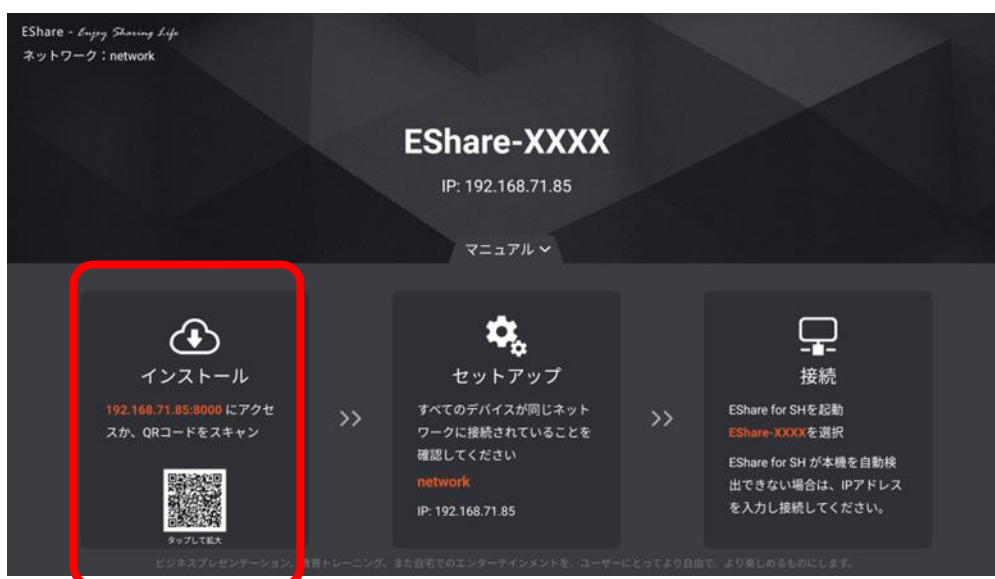 EShare - Enjoy Sharing Life
ネットワーク：network
EShare-XXXX
IP: 192.168.71.85
マニュアル
インストール
192.168.71.85:8000 にアクセ
スか、QRコードをスキャン
タップして拡大
>>
セットアップ
すべてのデバイスが同じネット
ワークに接続されていることを
確認してください
network
IP: 192.168.71.85
>>
接続
EShare for SHを起動
EShare-XXXXを選択
EShare for SH が本機を自動検
出できない場合は、IPアドレス
を入力し接続してください。
ビジネスプレゼンテーション、教育トレーニング、また自宅でのエンターテインメントを、ユーザーにとってより自由で、より楽しめるものにします。